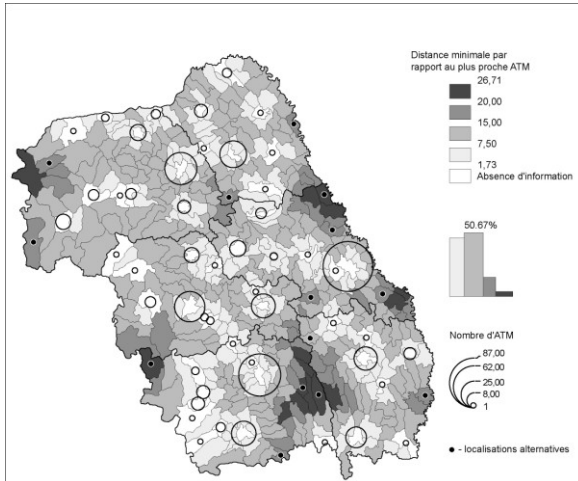 Distance minimale par
rapport au plus proche ATM
26,71
20,00
15,00
7,50
1,73
Absence d'information
50.67%
Nombre d'ATM
87,00
62,00
25,00
8,00
1
- localisations alternatives